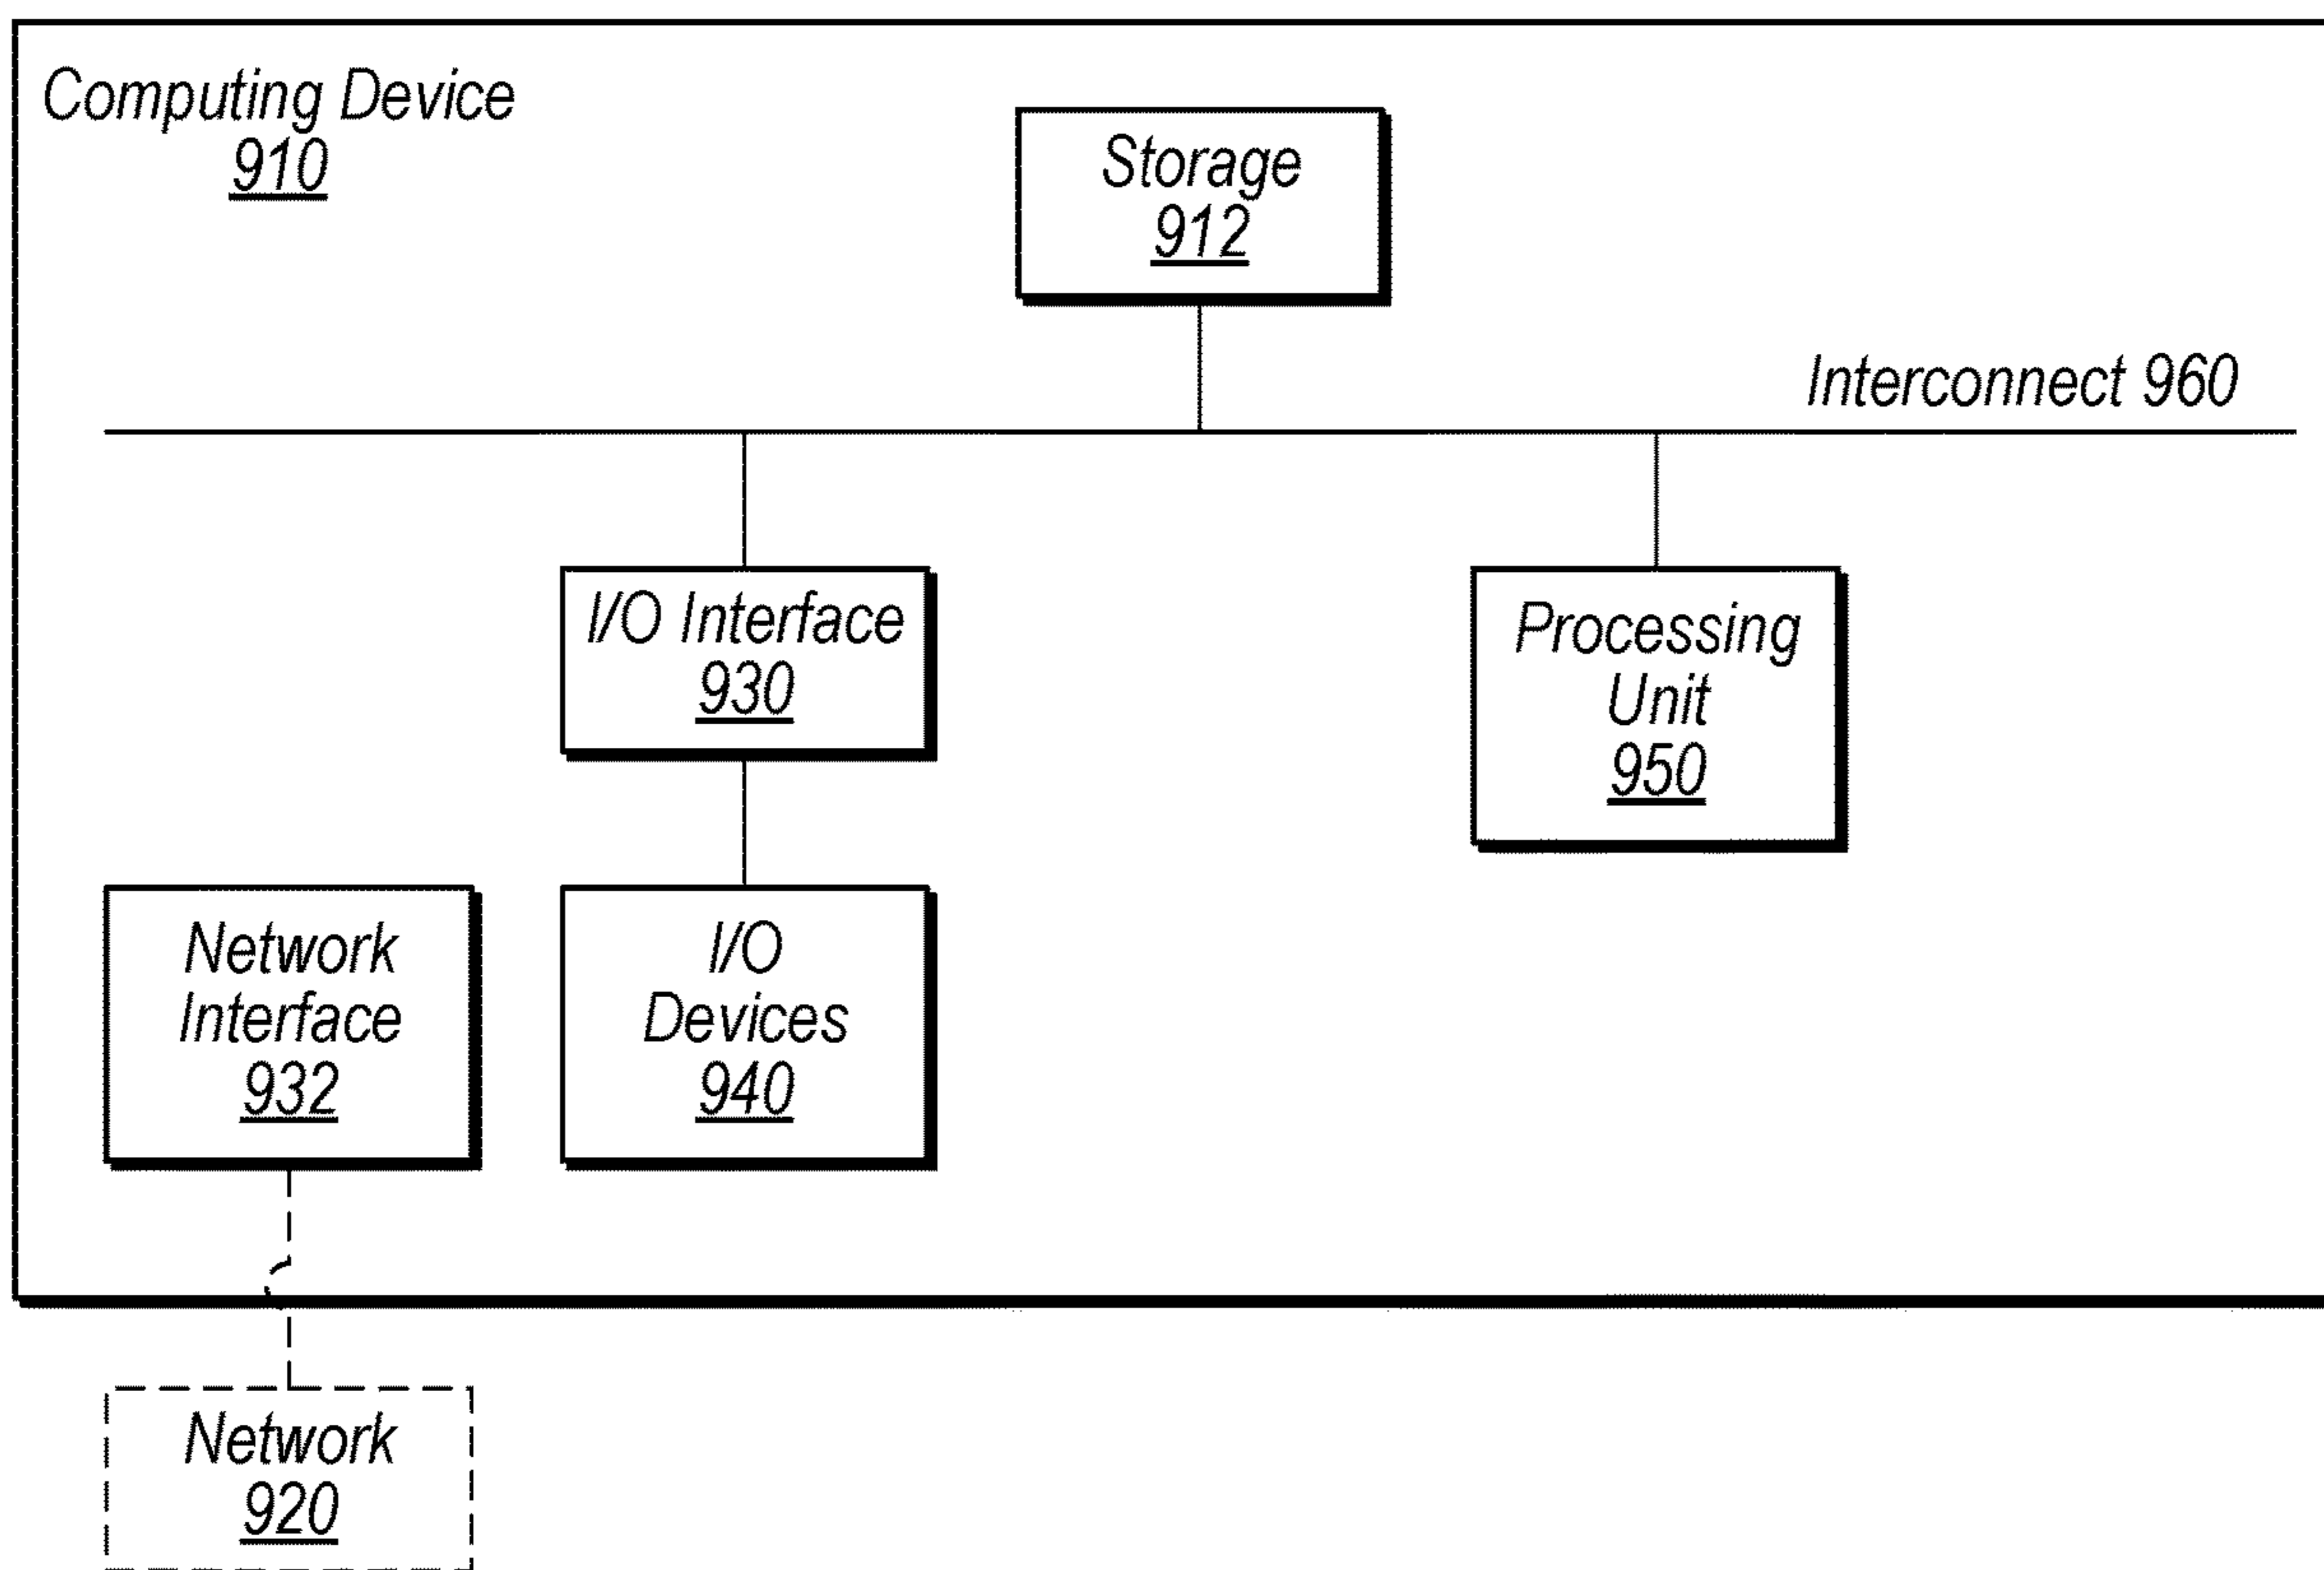 Computing Device
910
Storage
912
Interconnect 960
I/O Interface
930
Processing
Unit
950
Network
Interface
932
I/O
Devices
940
Network
920